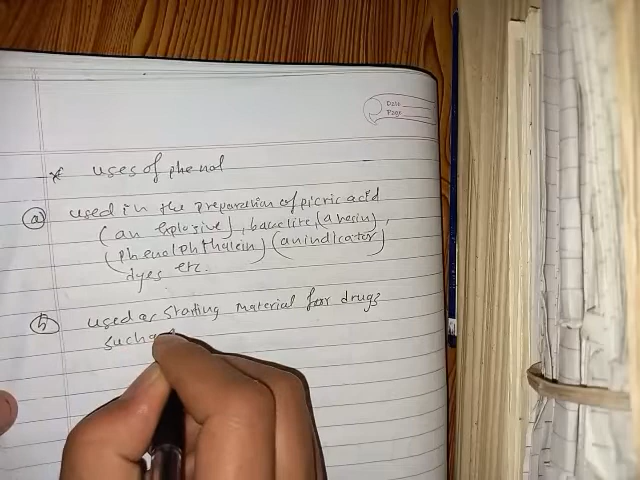 Date
Page
* uses of phenol
(a) used in the preparation of picric acid
(an explosive), bakelite, (a resin),
(phenolphthalein) (an indicator)
dyes etc.
(b) used as starting material for drugs
such